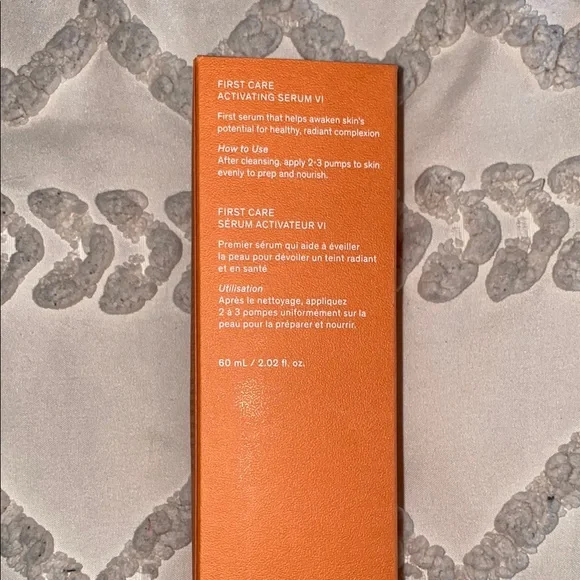 FIRST CARE
ACTIVATING SERUM VI
First serum that helps awaken skin's
potential for healthy, radiant complexion
How to Use
After cleansing, apply 2-3 pumps to skin
evenly to prep and nourish.
FIRST CARE
SÉRUM ACTIVATEUR VI
Premier sérum qui aide à éveiller
la peau pour dévoiler un teint radiant
et en santé
Utilisation
Après le nettoyage, appliquez
2 à 3 pompes uniformément sur la
peau pour la préparer et nourrir.
60 mL / 2.02 fl. oz.